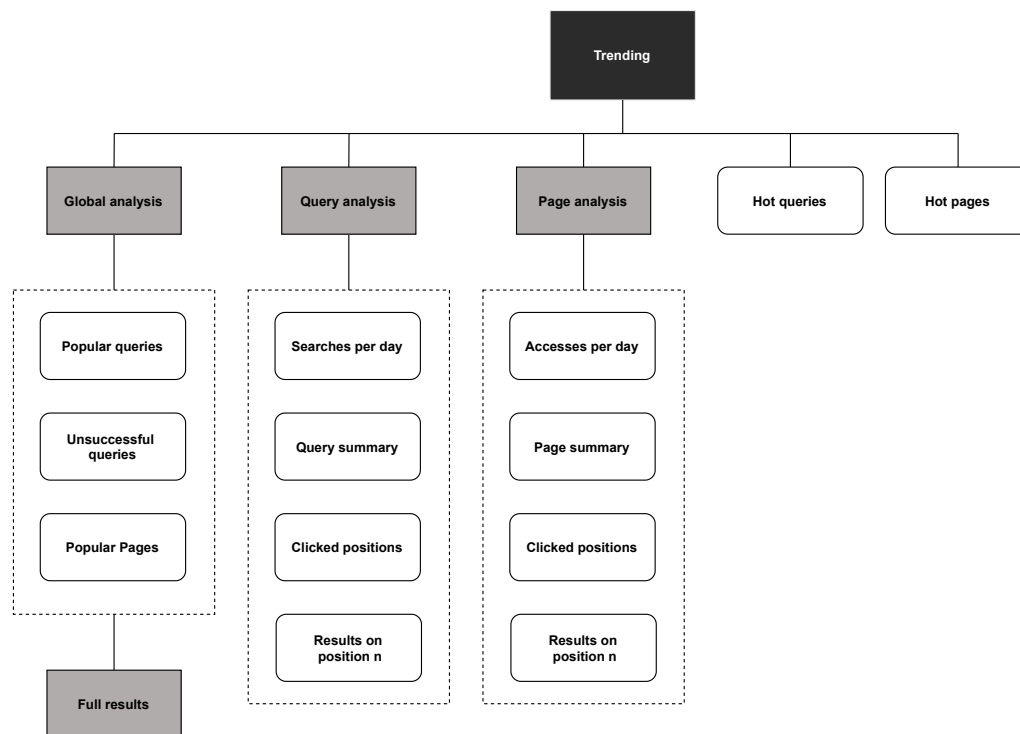 Trending
Global analysis
Query analysis
Page analysis
Hot queries
Hot pages
Popular queries
Unsuccessful
queries
Popular Pages
Full results
Searches per day
Query summary
Clicked positions
Results on
position n
Accesses per day
Page summary
Clicked positions
Results on
position n